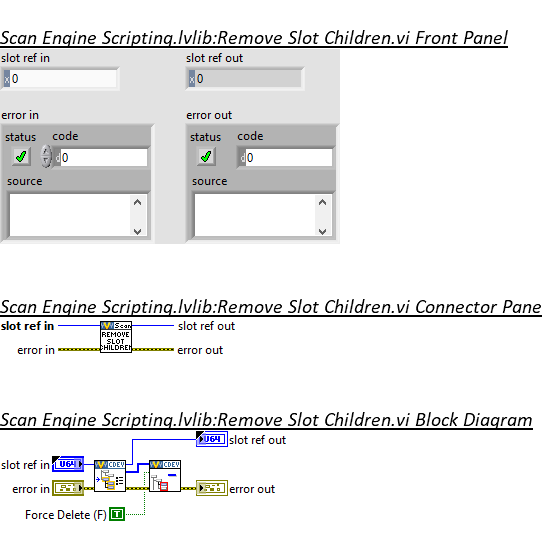 Scan Engine Scripting.lvlib:Remove Slot Children.vi Front Panel
slot ref in slot ref out
x 0 x 0
error in error out
status code status code
d 0 d 0
source source
Scan Engine Scripting.lvlib:Remove Slot Children.vi Connector Pane
slot ref in Scan slot ref out
REMOVE
SLOT
CHILDREN
error in error out
Scan Engine Scripting.lvlib:Remove Slot Children.vi Block Diagram
U64 slot ref out
slot ref in U64 CDEV CDEV
error in error out
Force Delete (F) T